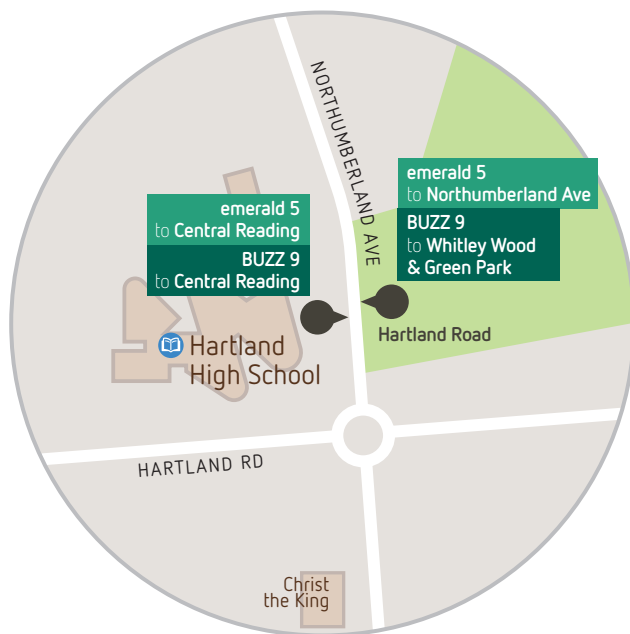 NORTHUMBERLAND AVE
emerald 5
to Northumberland Ave
BUZZ 9
to Whitley Wood
& Green Park
emerald 5
to Central Reading
BUZZ 9
to Central Reading
Hartland Road
Hartland
High School
HARTLAND RD
Christ
the King